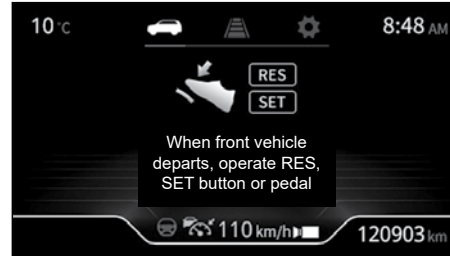 10 °C
8:48 AM
RES
SET
When front vehicle
departs, operate RES,
SET button or pedal
110 km/h
120903 km